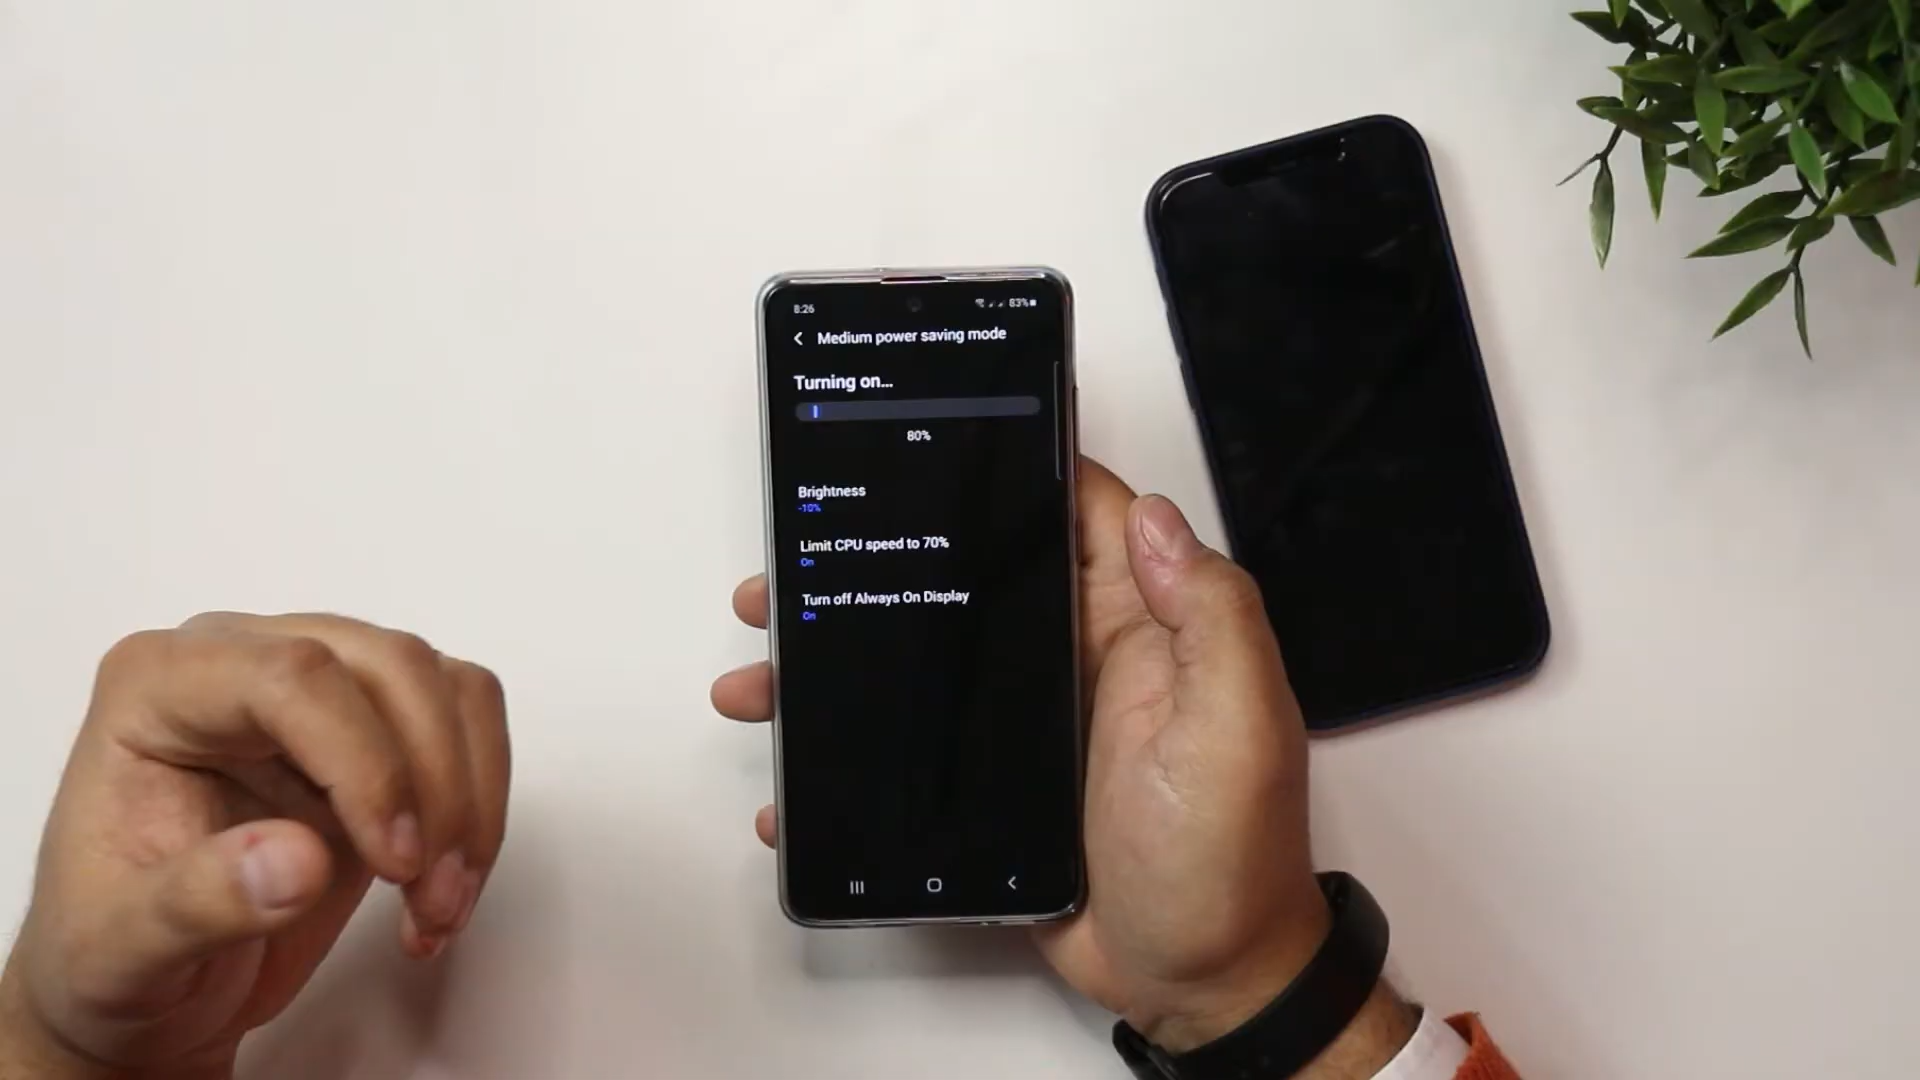 8:26
83%
Medium power saving mode
Turning on...
80%
Brightness
-10%
Limit CPU speed to 70%
On
Turn off Always On Display
On